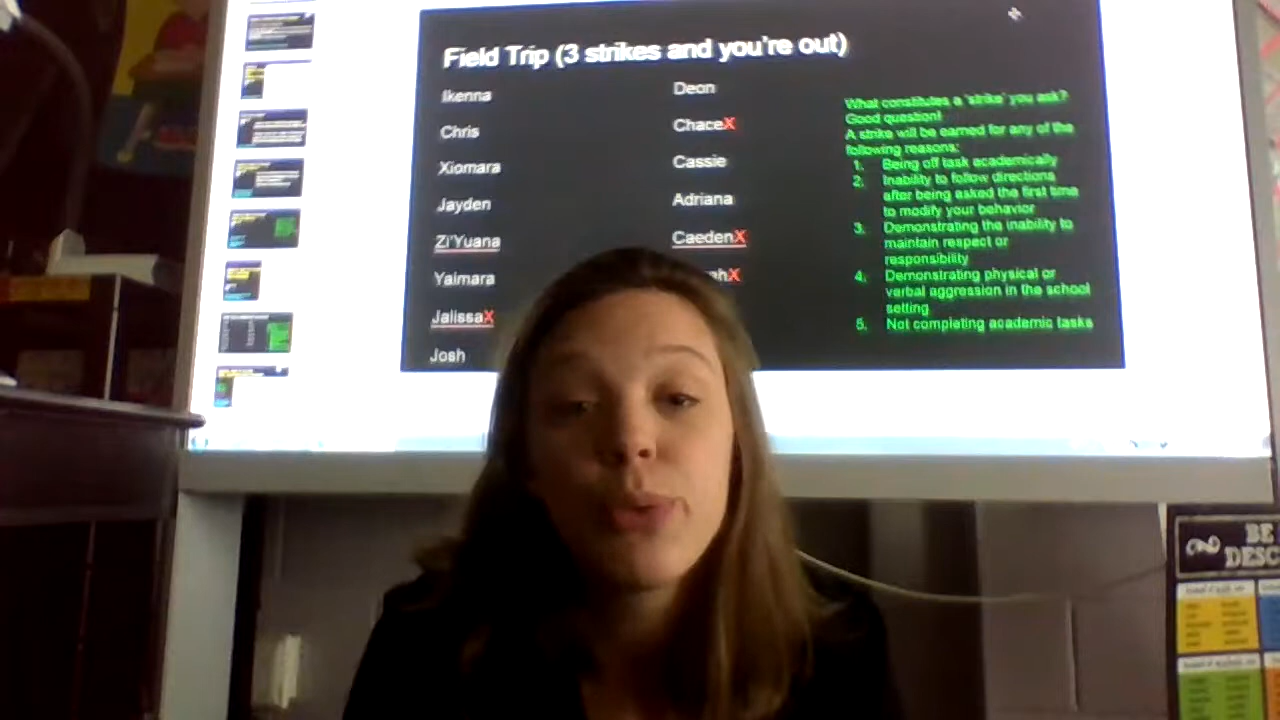 Field Trip (3 strikes and you're out)
Ikenna
Chris
Xiomara
Jayden
Zi'Yuana
Yaimara
JalissaX
Josh
Deon
ChaceX
Cassie
Adriana
CaedenX
ahX
What constitutes a 'strike' you ask?
Good question!
A strike will be earned for any of the
following reasons:
1. Being off task academically
2. Inability to follow directions
after being asked the first time
to modify your behavior
3. Demonstrating the inability to
maintain respect or
responsibility
4. Demonstrating physical or
verbal aggression in the school
setting
5. Not completing academic tasks
BE
DESC